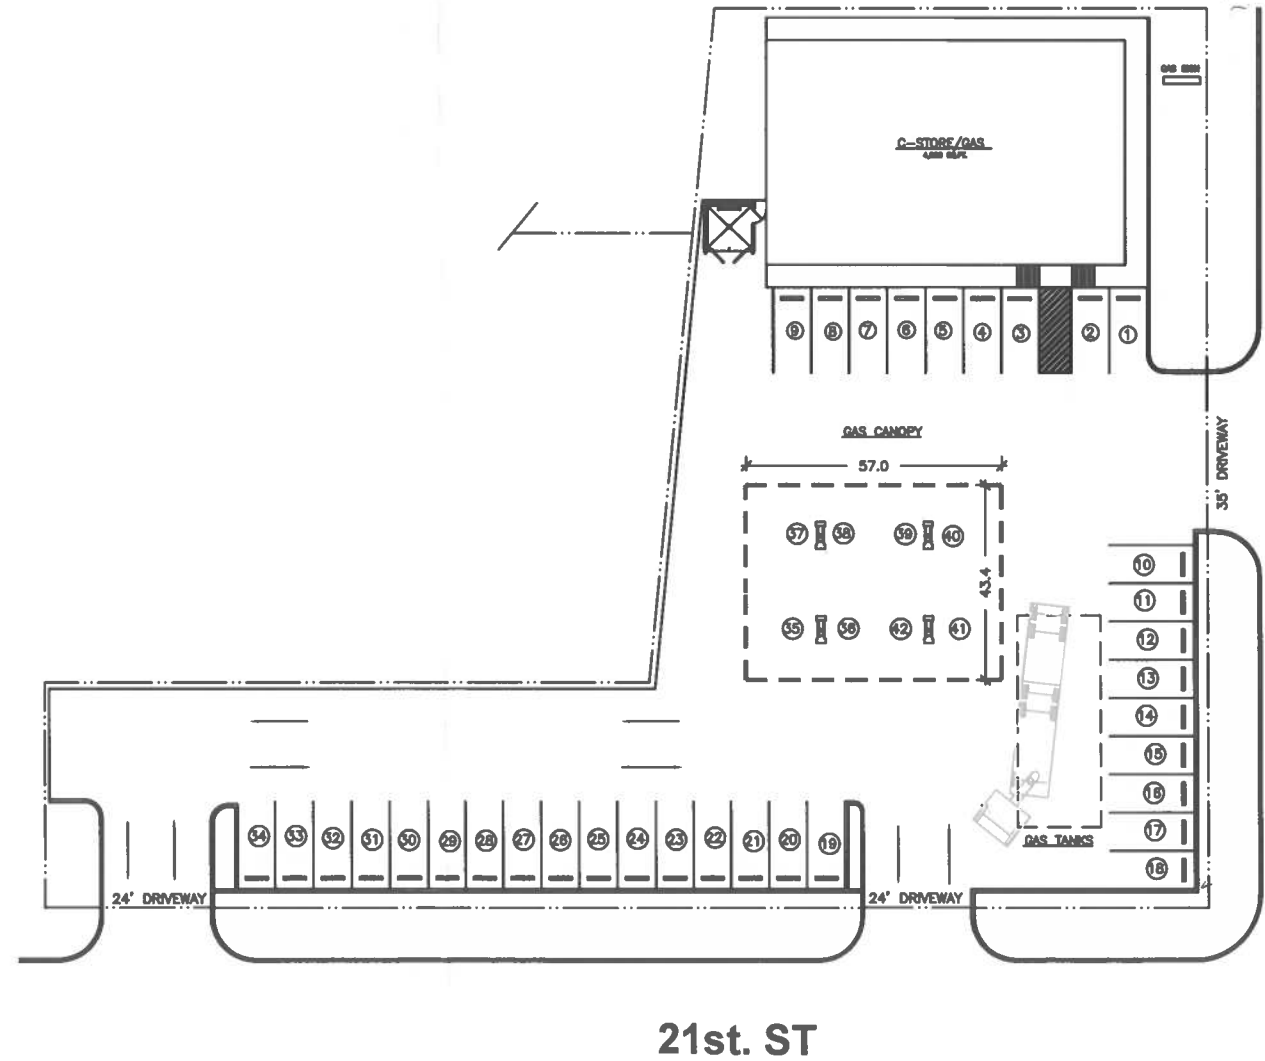 GAS SIGN
C-STORE/GAS
9 8 7 6 5 4 3 2 1
GAS CANOPY
57.0
35' DRIVEWAY
37 38 39 40
43.4
35 36 42 41
10
11
12
13
14
15
16
17
18
GAS TANKS
34 33 32 31 30 29 28 27 26 25 24 23 22 21 20 19
24' DRIVEWAY
24' DRIVEWAY
21st. ST